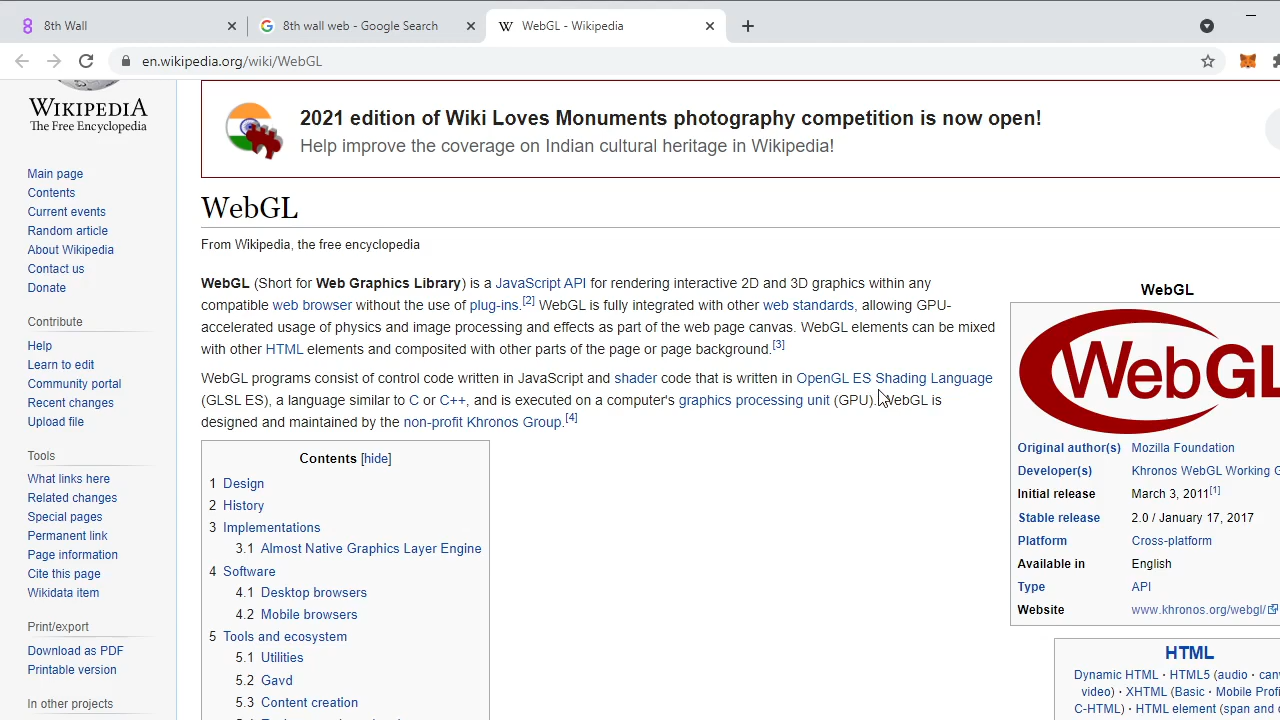 8th Wall
8th wall web - Google Search
WebGL - Wikipedia
en.wikipedia.org/wiki/WebGL
WIKIPEDIA
The Free Encyclopedia
Main page
Contents
Current events
Random article
About Wikipedia
Contact us
Donate
Contribute
Help
Learn to edit
Community portal
Recent changes
Upload file
Tools
What links here
Related changes
Special pages
Permanent link
Page information
Cite this page
Wikidata item
Print/export
Download as PDF
Printable version
In other projects
2021 edition of Wiki Loves Monuments photography competition is now open!
Help improve the coverage on Indian cultural heritage in Wikipedia!
WebGL
From Wikipedia, the free encyclopedia
WebGL (Short for Web Graphics Library) is a JavaScript API for rendering interactive 2D and 3D graphics within any
compatible web browser without the use of plug-ins.[2] WebGL is fully integrated with other web standards, allowing GPU-
accelerated usage of physics and image processing and effects as part of the web page canvas. WebGL elements can be mixed
with other HTML elements and composited with other parts of the page or page background.[3]
WebGL programs consist of control code written in JavaScript and shader code that is written in OpenGL ES Shading Language
(GLSL ES), a language similar to C or C++, and is executed on a computer's graphics processing unit (GPU). WebGL is
designed and maintained by the non-profit Khronos Group.[4]
Contents [hide]
1 Design
2 History
3 Implementations
3.1 Almost Native Graphics Layer Engine
4 Software
4.1 Desktop browsers
4.2 Mobile browsers
5 Tools and ecosystem
5.1 Utilities
5.2 Gavd
5.3 Content creation
WebGL
WebGL
Original author(s) Mozilla Foundation
Developer(s) Khronos WebGL Working
Initial release March 3, 2011[1]
Stable release 2.0 / January 17, 2017
Platform Cross-platform
Available in English
Type API
Website www.khronos.org/webgl/
HTML
Dynamic HTML · HTML5 (audio ·
video) · XHTML (Basic · Mobile
C-HTML) · HTML element (span and